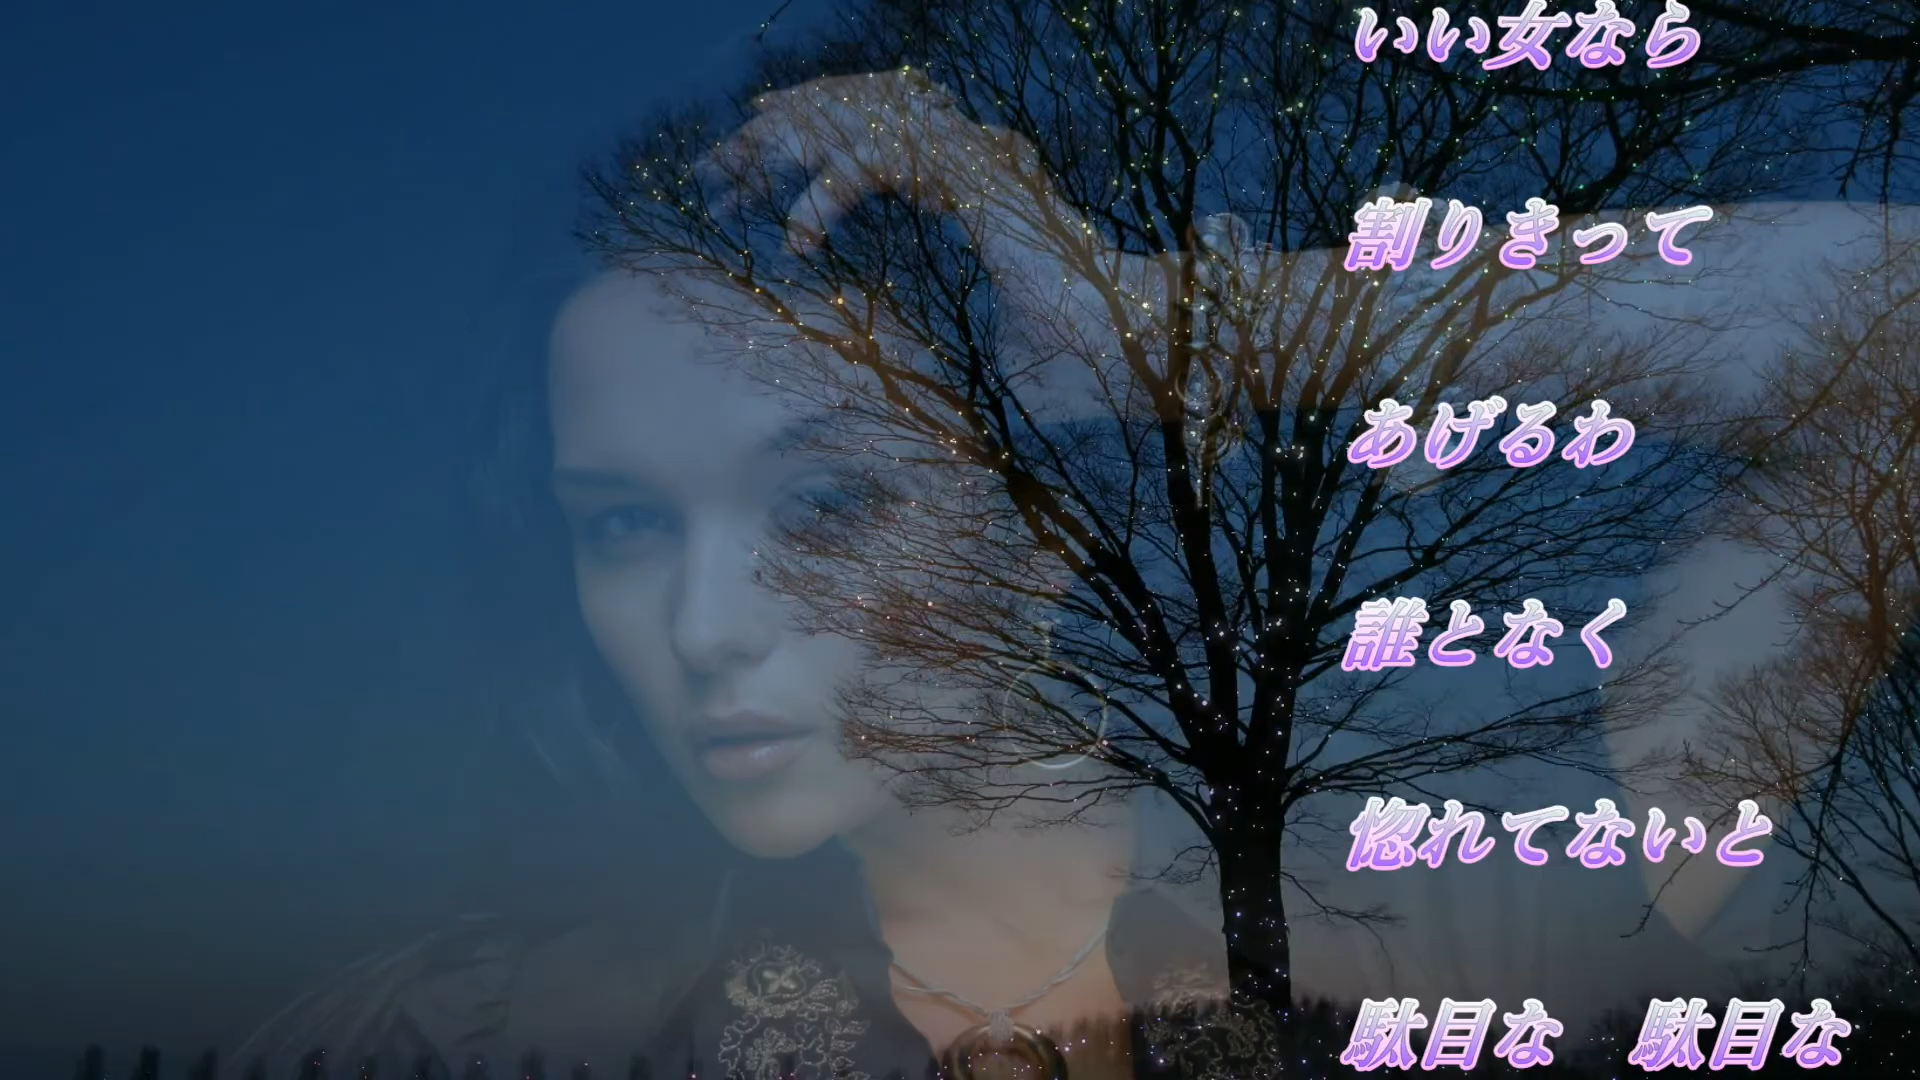 いい女なら
割りきって
あげるわ
誰となく
惚れてないと
駄目な　駄目な